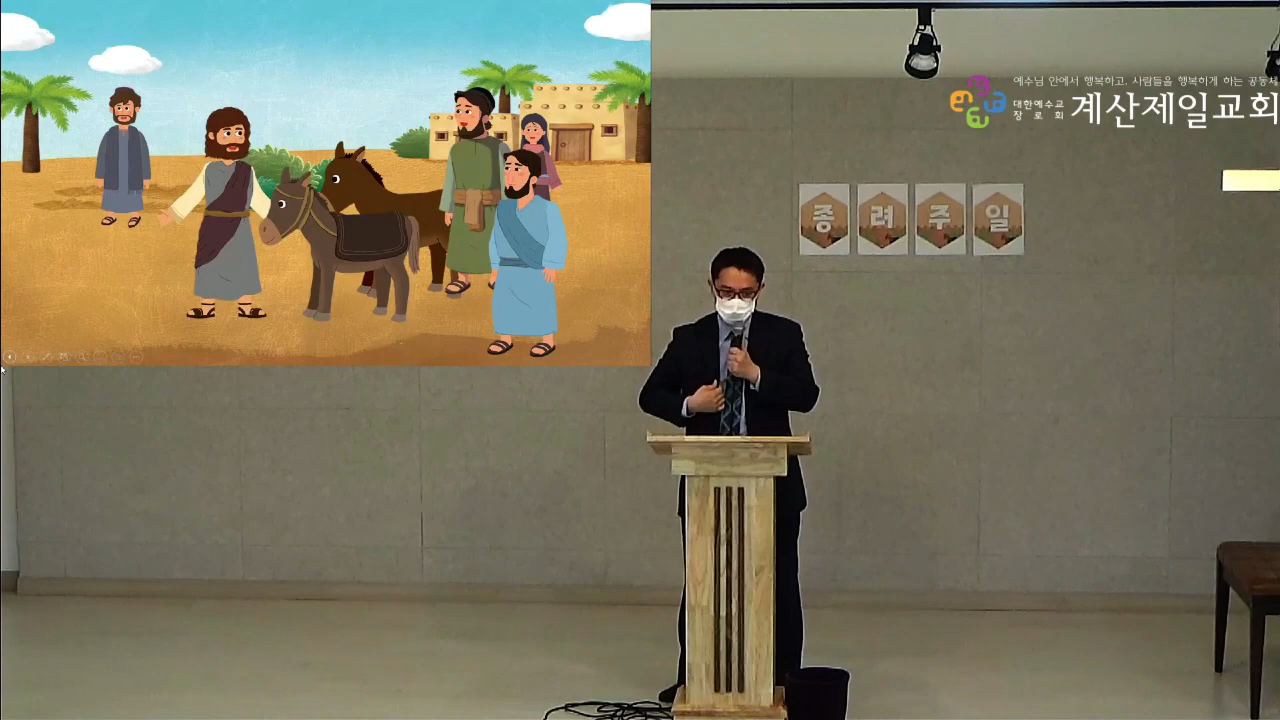 예수님 안에서 행복하고, 사람들을 행복하게 하는 공동체
대한예수교
장로회
계산제일교회
종려주일